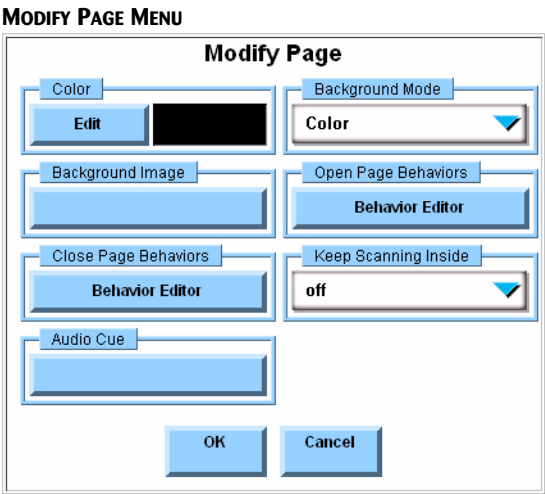 MODIFY PAGE MENU
Modify Page
Color
Background Mode
Edit
Color
Background Image
Open Page Behaviors
Behavior Editor
Close Page Behaviors
Keep Scanning Inside
Behavior Editor
off
Audio Cue
OK
Cancel